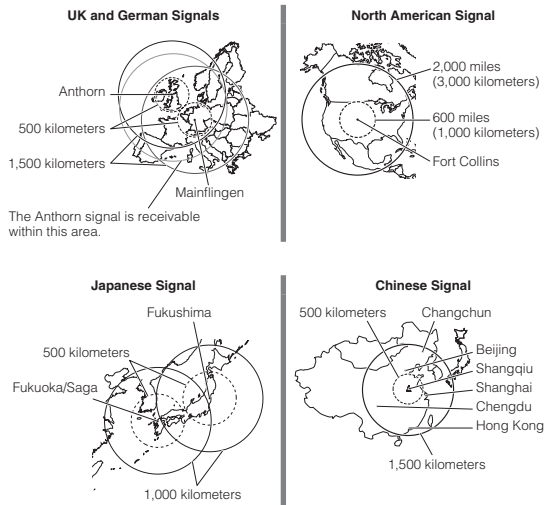 UK and German Signals
Anthorn
500 kilometers
1,500 kilometers
Mainflingen
The Anthorn signal is receivable
within this area.
North American Signal
2,000 miles
(3,000 kilometers)
600 miles
(1,000 kilometers)
Fort Collins
Japanese Signal
Fukushima
500 kilometers
Fukuoka/Saga
1,000 kilometers
Chinese Signal
500 kilometers
Changchun
Beijing
Shangqiu
Shanghai
Chengdu
Hong Kong
1,500 kilometers